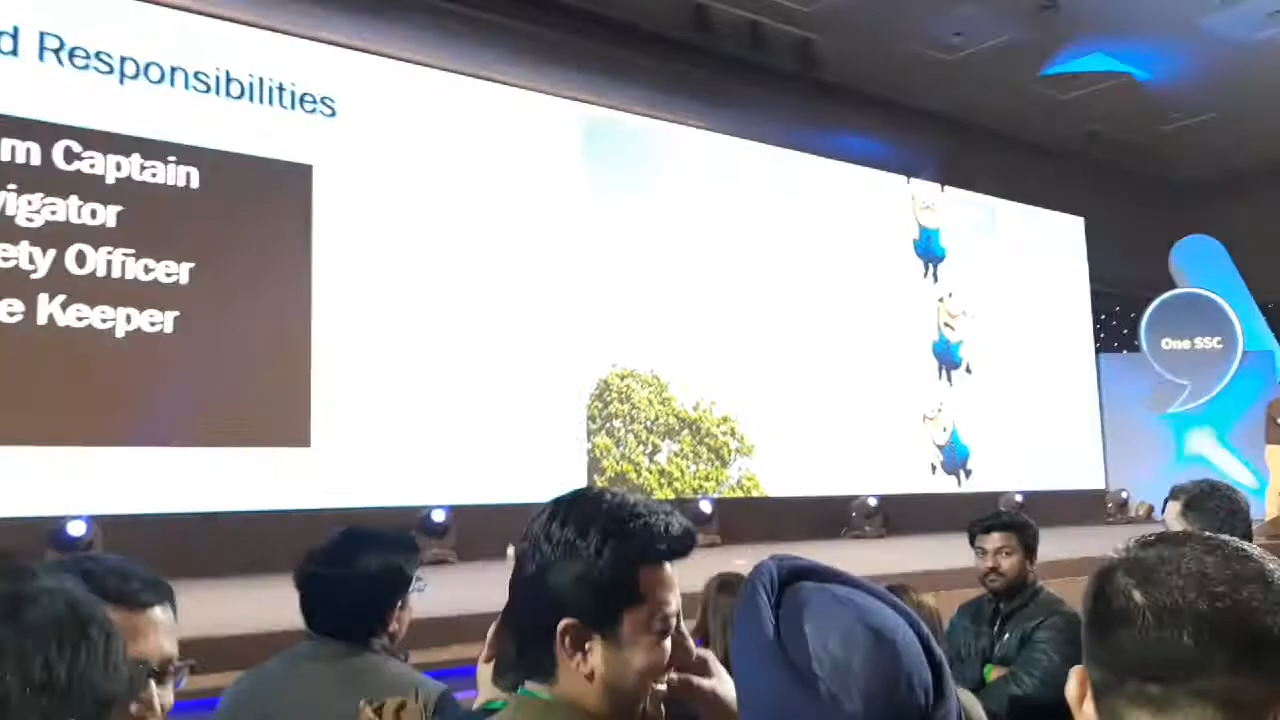 d Responsibilities
m Captain
vigator
ety Officer
e Keeper
One SSC